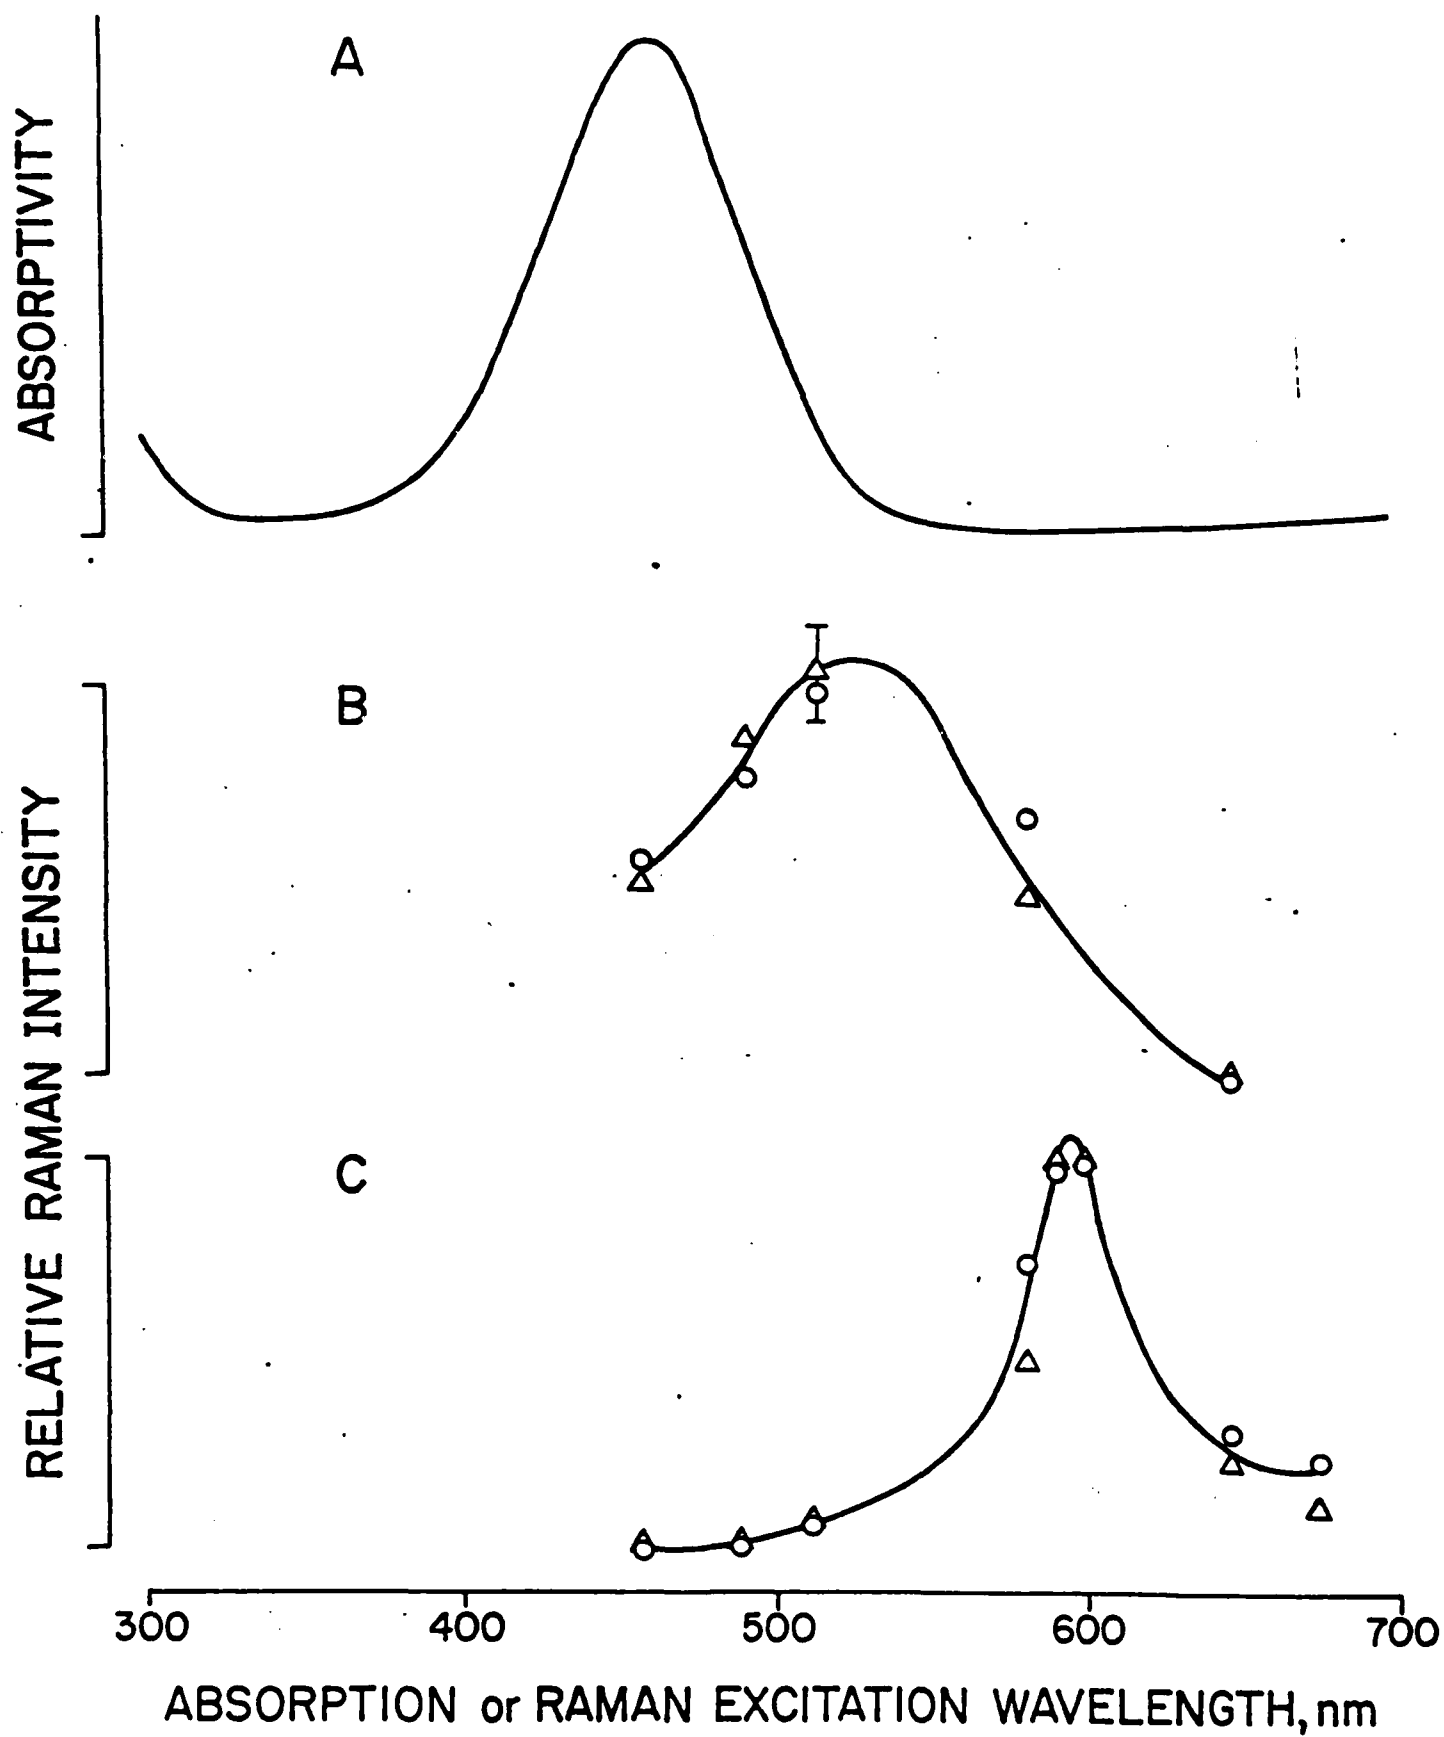 A
ABSORPTIVITY
B
RELATIVE RAMAN INTENSITY
C
300 400 500 600 700
ABSORPTION or RAMAN EXCITATION WAVELENGTH, nm